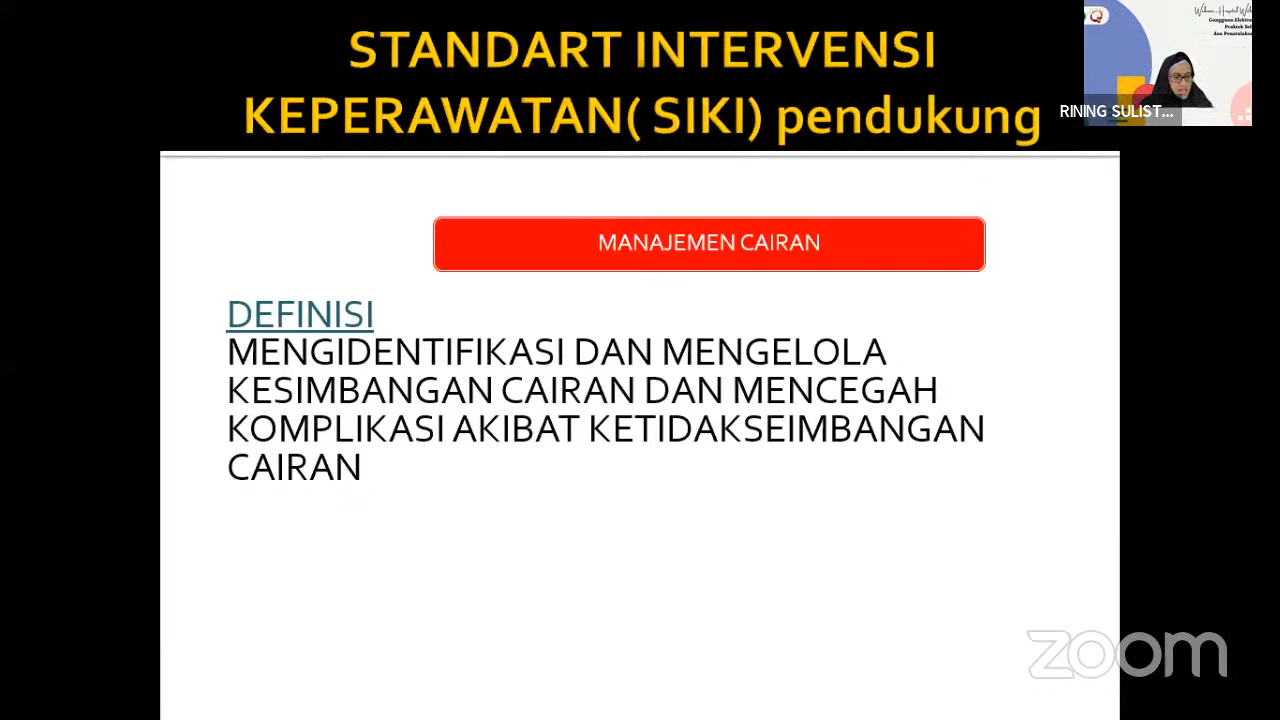 STANDART INTERVENSI
KEPERAWATAN( SIKI) pendukung
MANAJEMEN CAIRAN
DEFINISI
MENGIDENTIFIKASI DAN MENGELOLA
KESIMBANGAN CAIRAN DAN MENCEGAH
KOMPLIKASI AKIBAT KETIDAKSEIMBANGAN
CAIRAN
RINING SULIST...
zoom